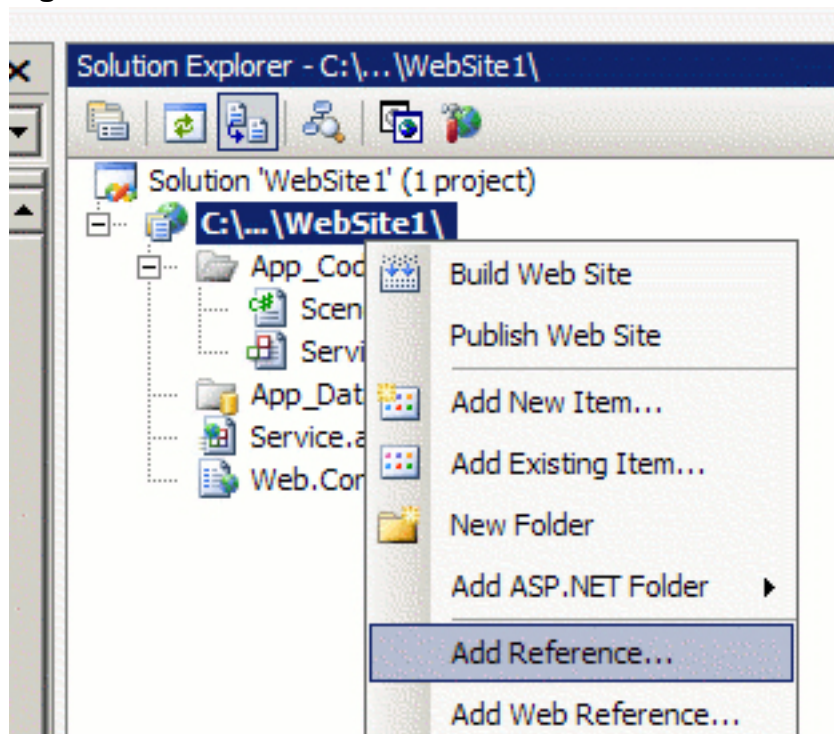 Solution Explorer - C:\...\WebSite1\
Solution 'WebSite1' (1 project)
C:\...\WebSite1\
App_Cod
Scen
Servi
App_Dat
Service.a
Web.Cor
Build Web Site
Publish Web Site
Add New Item...
Add Existing Item...
New Folder
Add ASP.NET Folder
Add Reference...
Add Web Reference...